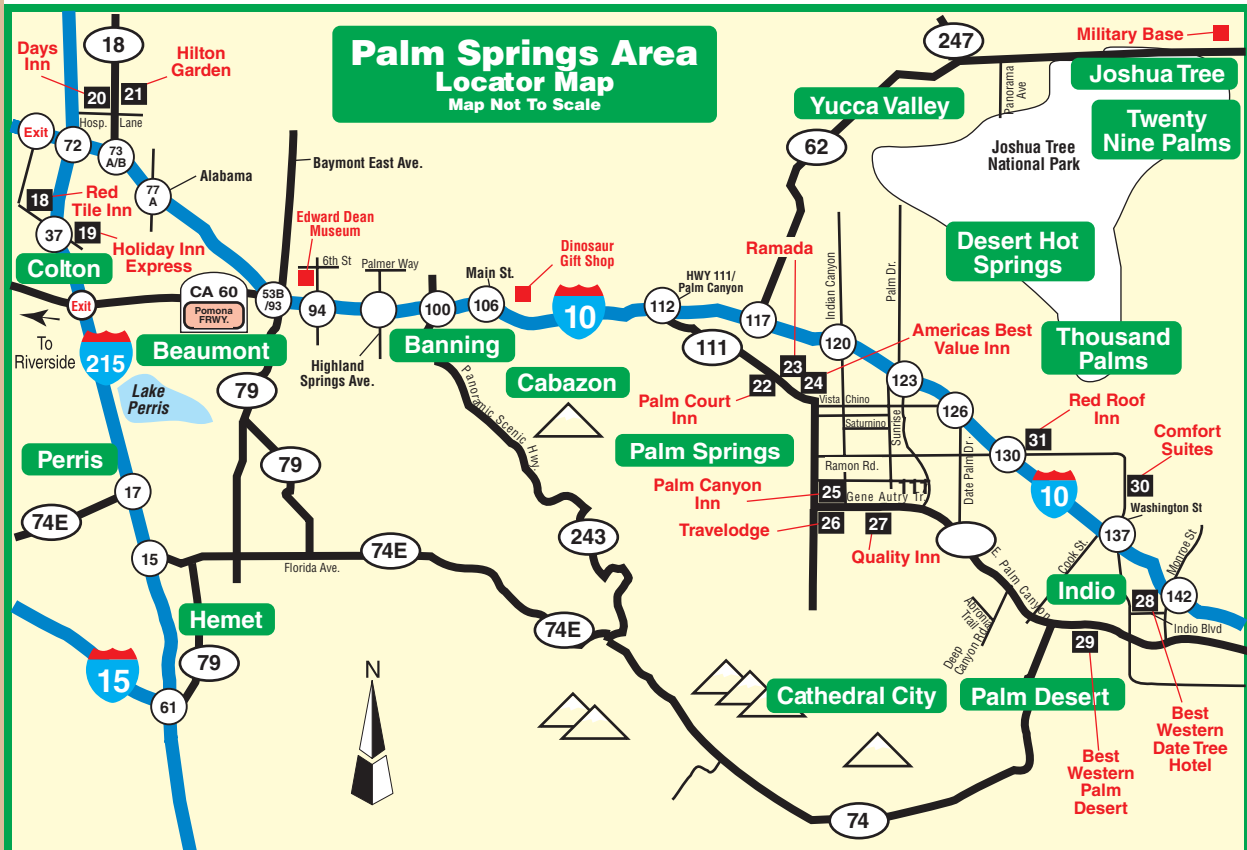 Palm Springs Area
Locator Map
Map Not To Scale
Days
Inn
18
Hilton
Garden
20
21
Hosp. Lane
Exit
72
73
A/B
77
A
Alabama
18
Red
Tile Inn
37
19
Holiday Inn
Express
Colton
Baymont East Ave.
Edward Dean
Museum
6th St
Palmer Way
Main St.
Dinosaur
Gift Shop
CA 60
Pomona
FRWY.
Exit
To
Riverside
215
Beaumont
53B
/93
94
Highland
Springs Ave.
100
106
Banning
10
Cabazon
HWY 111/
Palm Canyon
112
117
111
Ramada
62
247
Yucca Valley
Military Base
Joshua Tree
Panorama
Ave
Twenty
Nine Palms
Joshua Tree
National Park
Desert Hot
Springs
Thousand
Palms
Indian Canyon
Palm Dr.
120
Americas Best
Value Inn
22
23
24
Palm Court
Inn
Vista Chino
Saturnino
Sunrise
123
126
Date Palm Dr.
130
31
Red Roof
Inn
Comfort
Suites
30
10
Washington St
137
Monroe St
142
Palm Springs
Ramon Rd.
Palm Canyon
Inn
25
Gene Autry Tr.
Travelodge
26
27
Quality Inn
E. Palm Canyon
Cook St.
Indio
28
Indio Blvd
Abronia
Trail
Deep
Canyon Rd.
29
Cathedral City
Palm Desert
Best
Western
Palm
Desert
Best
Western
Date Tree
Hotel
Lake
Perris
79
79
Perris
17
74E
15
Florida Ave.
74E
Panoramic Scenic Hwy.
243
74E
Hemet
79
15
61
N
74